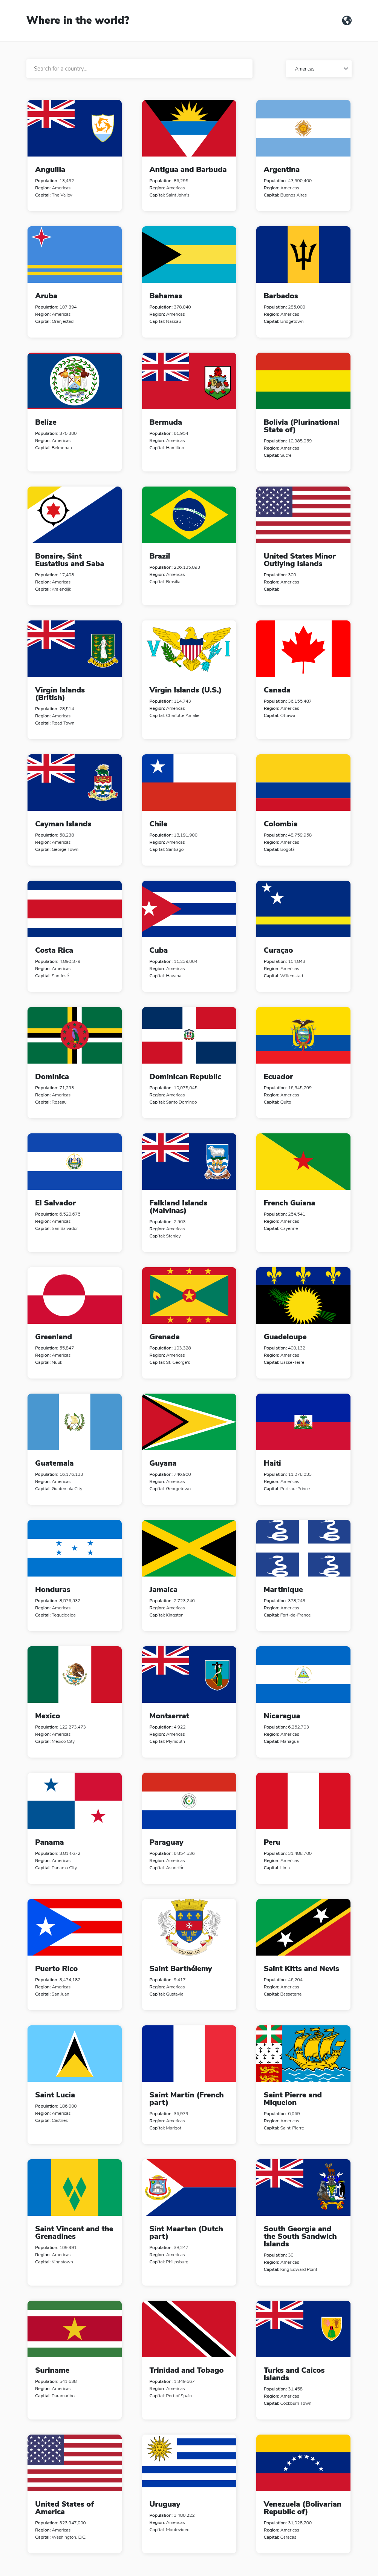 Where in the world?
Search for a country...
Americas
Anguilla
Population: 13,452
Region: Americas
Capital: The Valley
Antigua and Barbuda
Population: 86,295
Region: Americas
Capital: Saint John's
Argentina
Population: 43,590,400
Region: Americas
Capital: Buenos Aires
Aruba
Population: 107,394
Region: Americas
Capital: Oranjestad
Bahamas
Population: 378,040
Region: Americas
Capital: Nassau
Barbados
Population: 285,000
Region: Americas
Capital: Bridgetown
Belize
Population: 370,300
Region: Americas
Capital: Belmopan
Bermuda
Population: 61,954
Region: Americas
Capital: Hamilton
Bolivia (Plurinational
State of)
Population: 10,985,059
Region: Americas
Capital: Sucre
Bonaire, Sint
Eustatius and Saba
Population: 17,408
Region: Americas
Capital: Kralendijk
Brazil
Population: 206,135,893
Region: Americas
Capital: Brasília
United States Minor
Outlying Islands
Population: 300
Region: Americas
Capital:
Virgin Islands
(British)
Population: 28,514
Region: Americas
Capital: Road Town
V I
Virgin Islands (U.S.)
Population: 114,743
Region: Americas
Capital: Charlotte Amalie
Canada
Population: 36,155,487
Region: Americas
Capital: Ottawa
Cayman Islands
Population: 58,238
Region: Americas
Capital: George Town
Chile
Population: 18,191,900
Region: Americas
Capital: Santiago
Colombia
Population: 48,759,958
Region: Americas
Capital: Bogotá
Costa Rica
Population: 4,890,379
Region: Americas
Capital: San José
Cuba
Population: 11,239,004
Region: Americas
Capital: Havana
Curaçao
Population: 154,843
Region: Americas
Capital: Willemstad
Dominica
Population: 71,293
Region: Americas
Capital: Roseau
Dominican Republic
Population: 10,075,045
Region: Americas
Capital: Santo Domingo
Ecuador
Population: 16,545,799
Region: Americas
Capital: Quito
El Salvador
Population: 6,520,675
Region: Americas
Capital: San Salvador
Falkland Islands
(Malvinas)
Population: 2,563
Region: Americas
Capital: Stanley
French Guiana
Population: 254,541
Region: Americas
Capital: Cayenne
Greenland
Population: 55,847
Region: Americas
Capital: Nuuk
Grenada
Population: 103,328
Region: Americas
Capital: St. George's
Guadeloupe
Population: 400,132
Region: Americas
Capital: Basse-Terre
Guatemala
Population: 16,176,133
Region: Americas
Capital: Guatemala City
Guyana
Population: 746,900
Region: Americas
Capital: Georgetown
Haiti
Population: 11,078,033
Region: Americas
Capital: Port-au-Prince
Honduras
Population: 8,576,532
Region: Americas
Capital: Tegucigalpa
Jamaica
Population: 2,723,246
Region: Americas
Capital: Kingston
Martinique
Population: 378,243
Region: Americas
Capital: Fort-de-France
Mexico
Population: 122,273,473
Region: Americas
Capital: Mexico City
Montserrat
Population: 4,922
Region: Americas
Capital: Plymouth
Nicaragua
Population: 6,262,703
Region: Americas
Capital: Managua
Panama
Population: 3,814,672
Region: Americas
Capital: Panama City
Paraguay
Population: 6,854,536
Region: Americas
Capital: Asunción
Peru
Population: 31,488,700
Region: Americas
Capital: Lima
Puerto Rico
Population: 3,474,182
Region: Americas
Capital: San Juan
Saint Barthélemy
Population: 9,417
Region: Americas
Capital: Gustavia
Saint Kitts and Nevis
Population: 46,204
Region: Americas
Capital: Basseterre
Saint Lucia
Population: 186,000
Region: Americas
Capital: Castries
Saint Martin (French
part)
Population: 36,979
Region: Americas
Capital: Marigot
Saint Pierre and
Miquelon
Population: 6,069
Region: Americas
Capital: Saint-Pierre
Saint Vincent and the
Grenadines
Population: 109,991
Region: Americas
Capital: Kingstown
Sint Maarten (Dutch
part)
Population: 38,247
Region: Americas
Capital: Philipsburg
South Georgia and
the South Sandwich
Islands
Population: 30
Region: Americas
Capital: King Edward Point
Suriname
Population: 541,638
Region: Americas
Capital: Paramaribo
Trinidad and Tobago
Population: 1,349,667
Region: Americas
Capital: Port of Spain
Turks and Caicos
Islands
Population: 31,458
Region: Americas
Capital: Cockburn Town
United States of
America
Population: 323,947,000
Region: Americas
Capital: Washington, D.C.
Uruguay
Population: 3,480,222
Region: Americas
Capital: Montevideo
Venezuela (Bolivarian
Republic of)
Population: 31,028,700
Region: Americas
Capital: Caracas